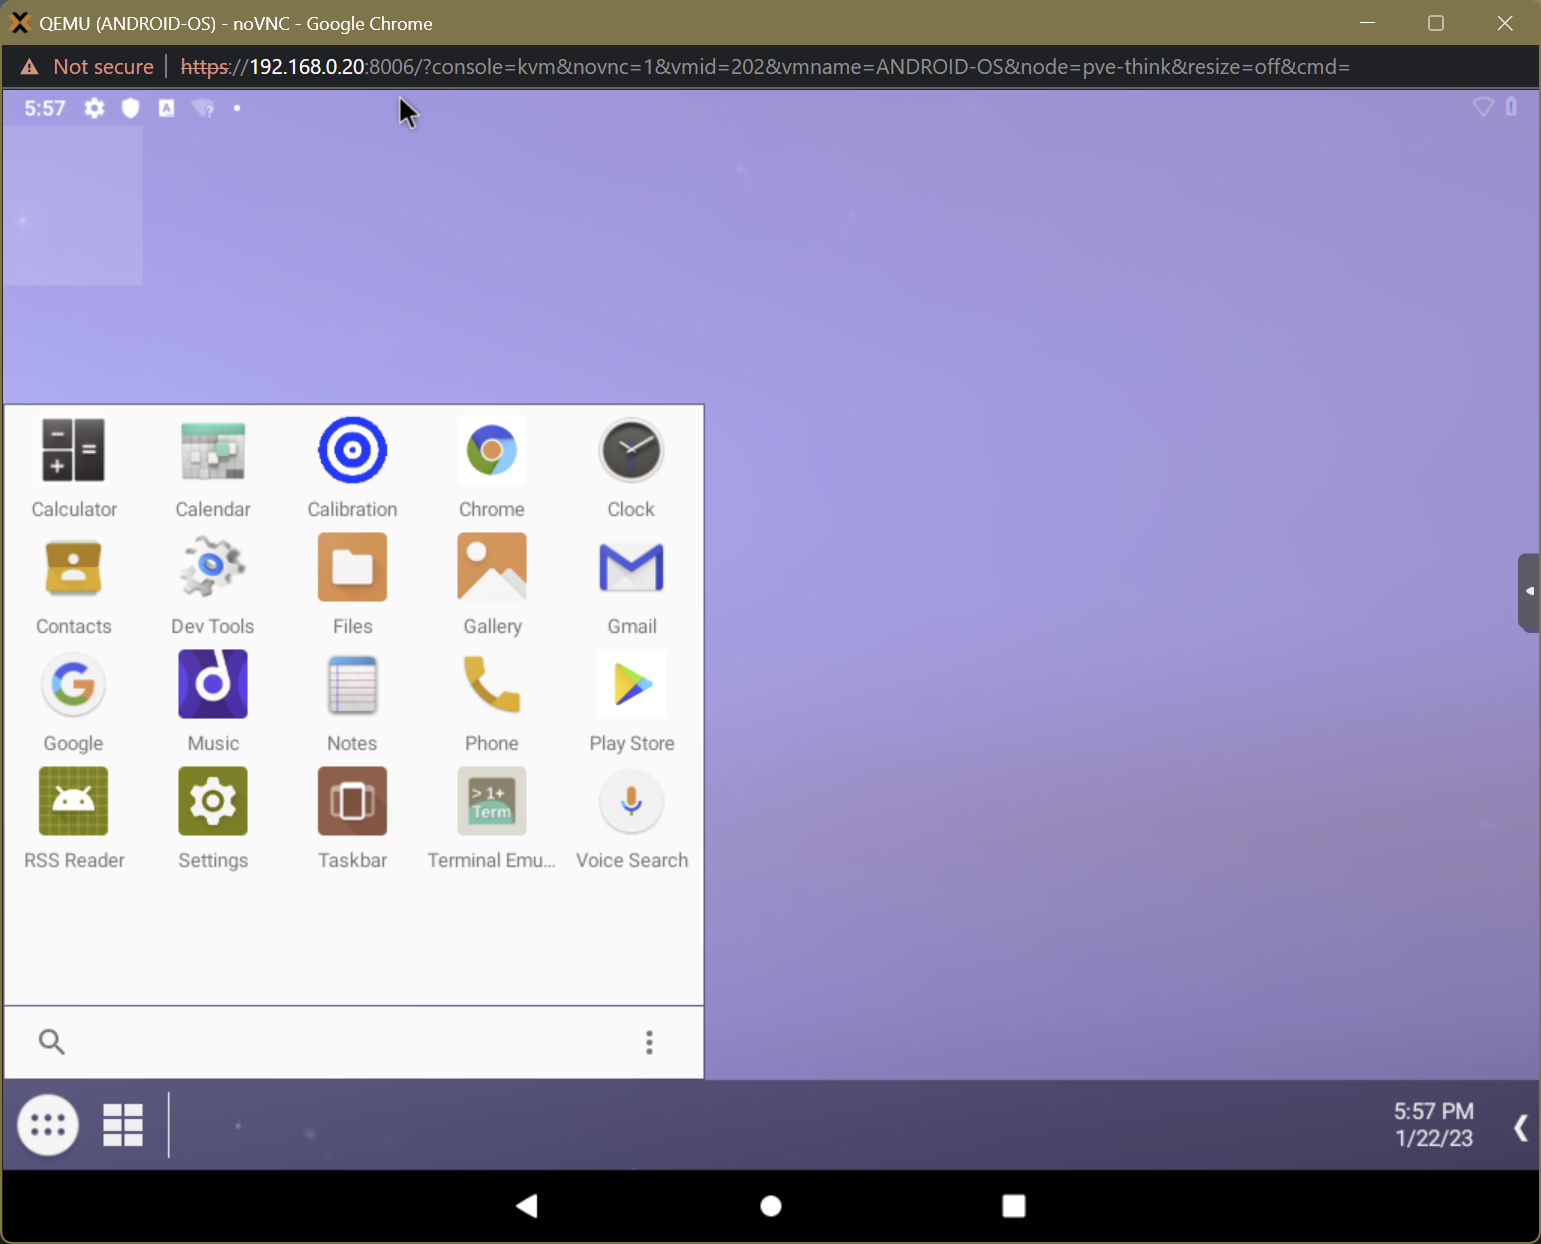 QEMU (ANDROID-OS) - noVNC - Google Chrome
Not secure https://192.168.0.20:8006/?console=kvm&novnc=1&vmid=202&vmname=ANDROID-OS&node=pve-think&resize=off&cmd=
5:57 A ?
Calculator Calendar Calibration Chrome Clock
Contacts Dev Tools Files Gallery Gmail
Google Music Notes Phone Play Store
> 1+
Term
RSS Reader Settings Taskbar Terminal Emu... Voice Search
5:57 PM
1/22/23